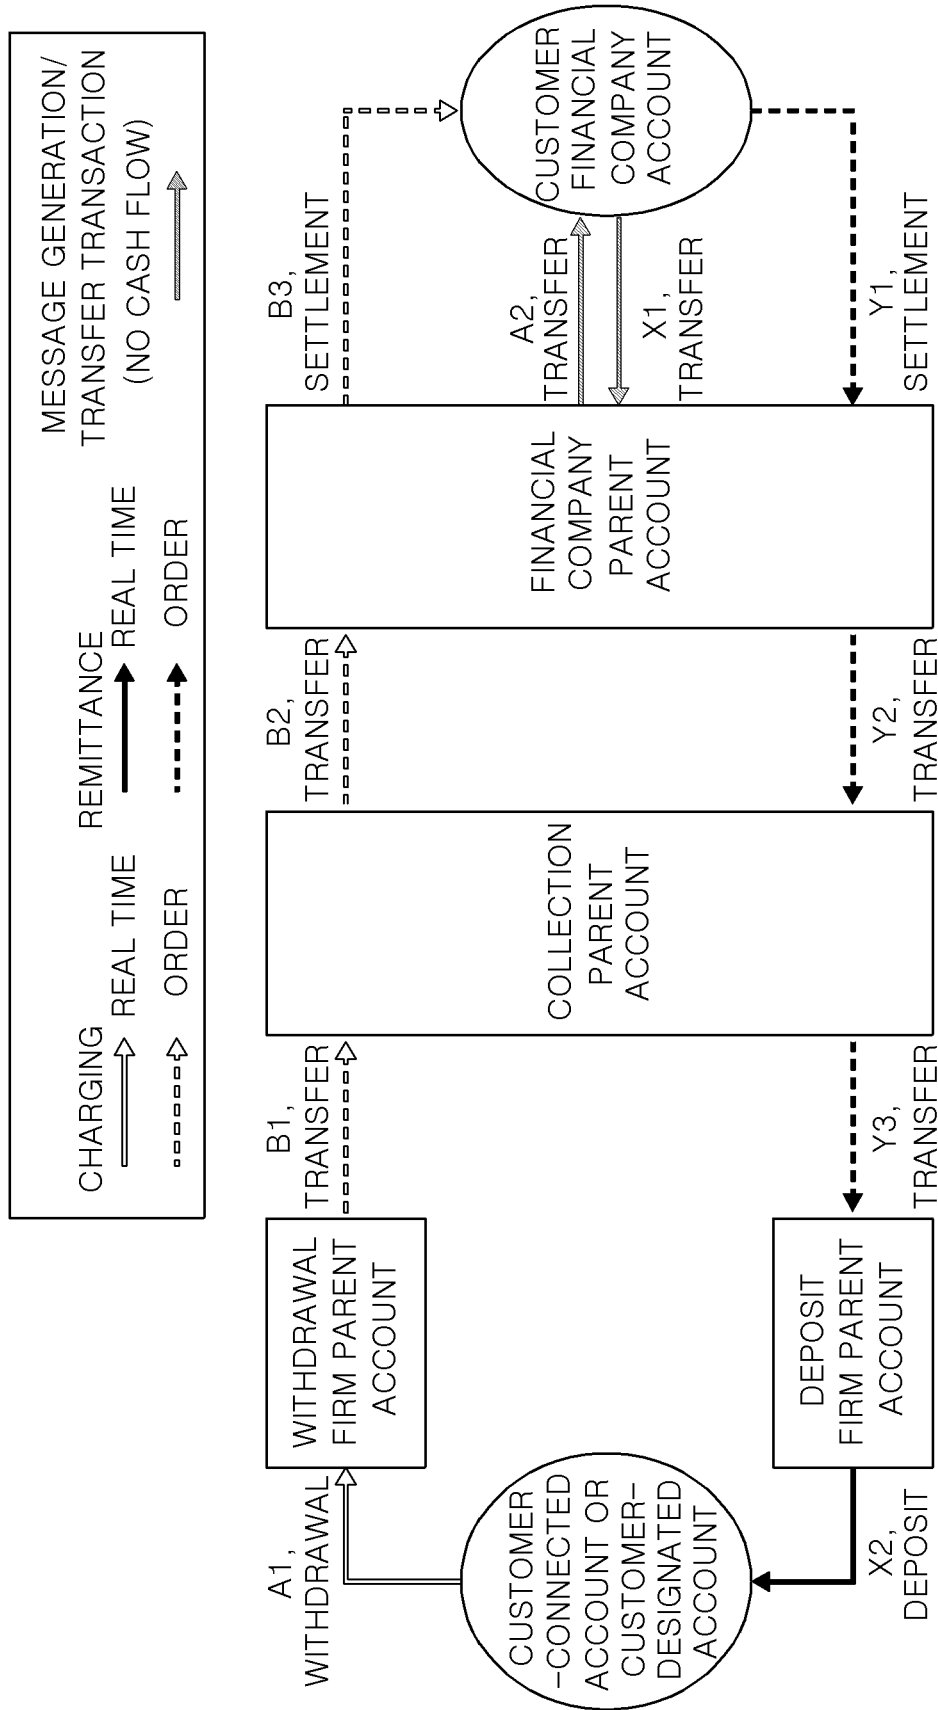 CHARGING
REAL TIME
ORDER
REMITTANCE
REAL TIME
ORDER
MESSAGE GENERATION/
TRANSFER TRANSACTION
(NO CASH FLOW)
A1,
WITHDRAWAL
WITHDRAWAL
FIRM PARENT
ACCOUNT
B1,
TRANSFER
B2,
TRANSFER
B3,
SETTLEMENT
CUSTOMER
-CONNECTED
ACCOUNT OR
CUSTOMER-
DESIGNATED
ACCOUNT
COLLECTION
PARENT
ACCOUNT
FINANCIAL
COMPANY
PARENT
ACCOUNT
A2,
TRANSFER
X1,
TRANSFER
CUSTOMER
FINANCIAL
COMPANY
ACCOUNT
X2,
DEPOSIT
DEPOSIT
FIRM PARENT
ACCOUNT
Y3,
TRANSFER
Y2,
TRANSFER
Y1,
SETTLEMENT